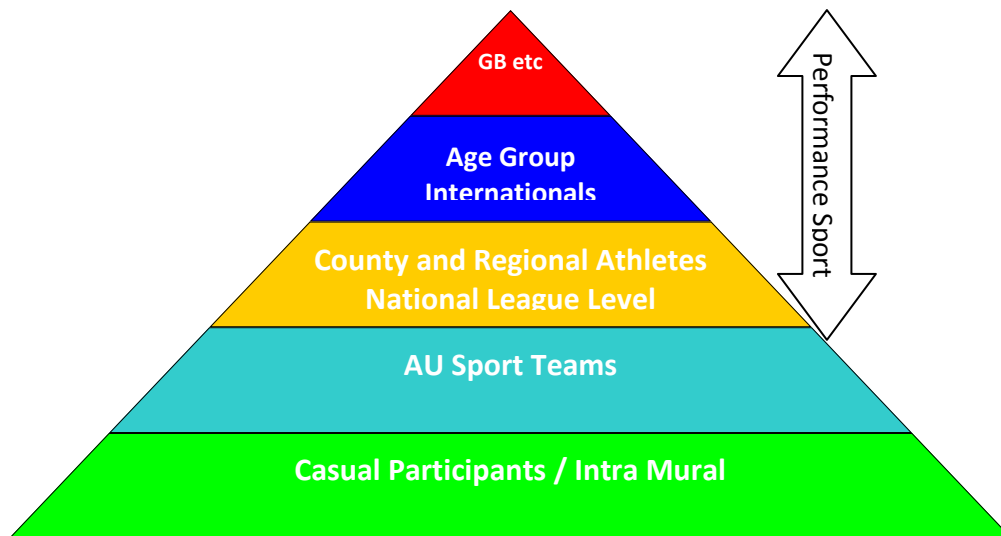 GB etc
Age Group
Internationals
County and Regional Athletes
National League Level
AU Sport Teams
Casual Participants / Intra Mural
Performance Sport